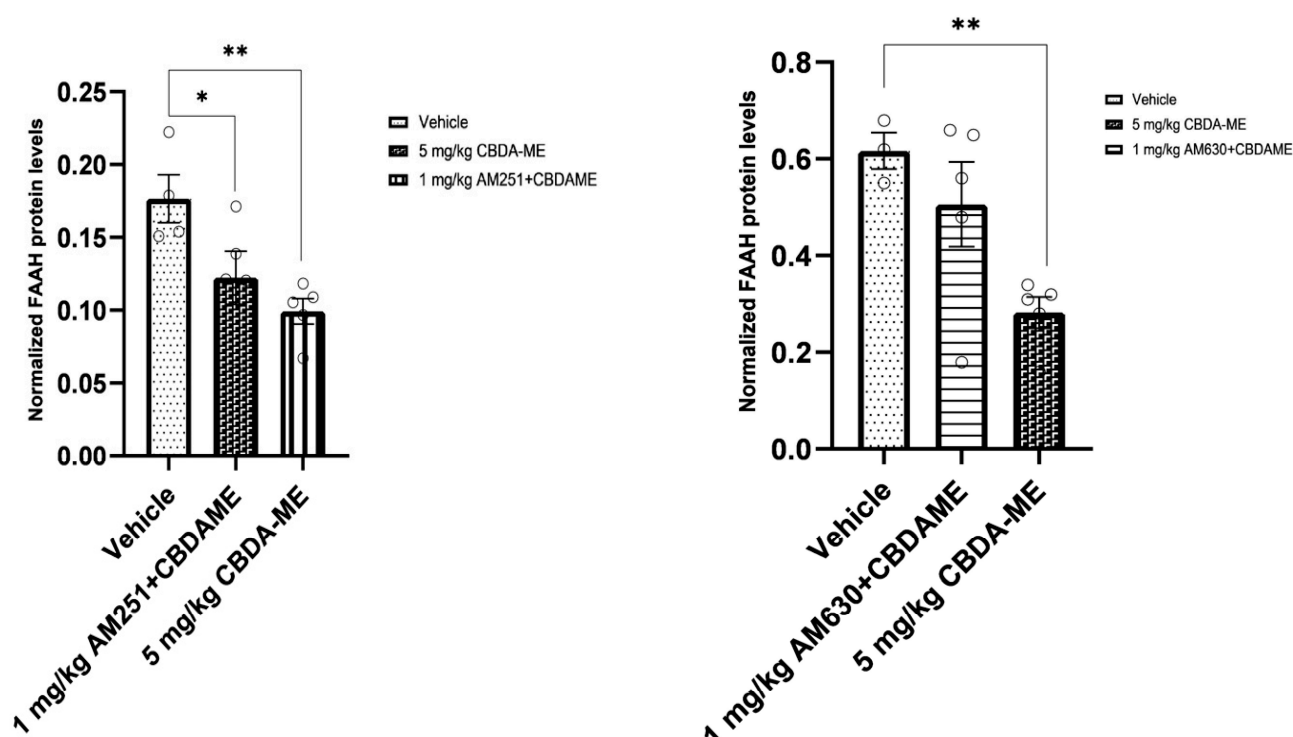 **
*
0.25
0.20
0.15
0.10
0.05
0.00
Normalized FAAH protein levels
Vehicle
5 mg/kg CBDA-ME
1 mg/kg AM251+CBDAME
Vehicle
1 mg/kg AM251+CBDAME
5 mg/kg CBDA-ME
**
0.8
0.6
0.4
0.2
0.0
Normalized FAAH protein levels
Vehicle
5 mg/kg CBDA-ME
1 mg/kg AM630+CBDAME
Vehicle
1 mg/kg AM630+CBDAME
5 mg/kg CBDA-ME